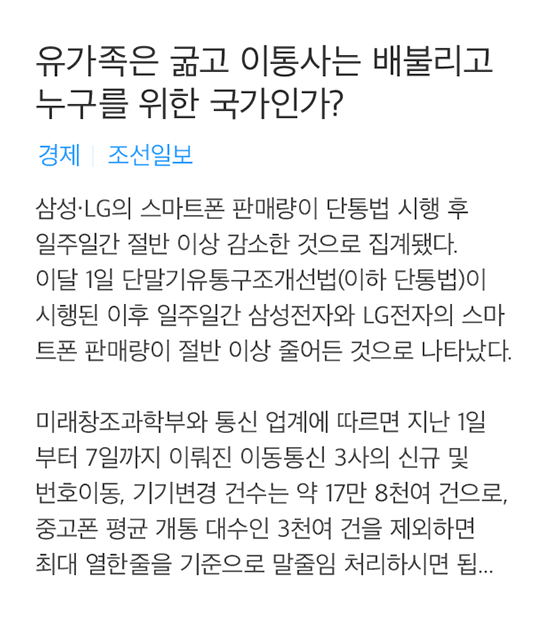 유가족은 굶고 이통사는 배불리고
누구를 위한 국가인가?
경제 | 조선일보
삼성·LG의 스마트폰 판매량이 단통법 시행 후
일주일간 절반 이상 감소한 것으로 집계됐다.
이달 1일 단말기유통구조개선법(이하 단통법)이
시행된 이후 일주일간 삼성전자와 LG전자의 스마
트폰 판매량이 절반 이상 줄어든 것으로 나타났다.
미래창조과학부와 통신 업계에 따르면 지난 1일
부터 7일까지 이뤄진 이동통신 3사의 신규 및
번호이동, 기기변경 건수는 약 17만 8천여 건으로,
중고폰 평균 개통 대수인 3천여 건을 제외하면
최대 열한줄을 기준으로 말줄임 처리하시면 됩...